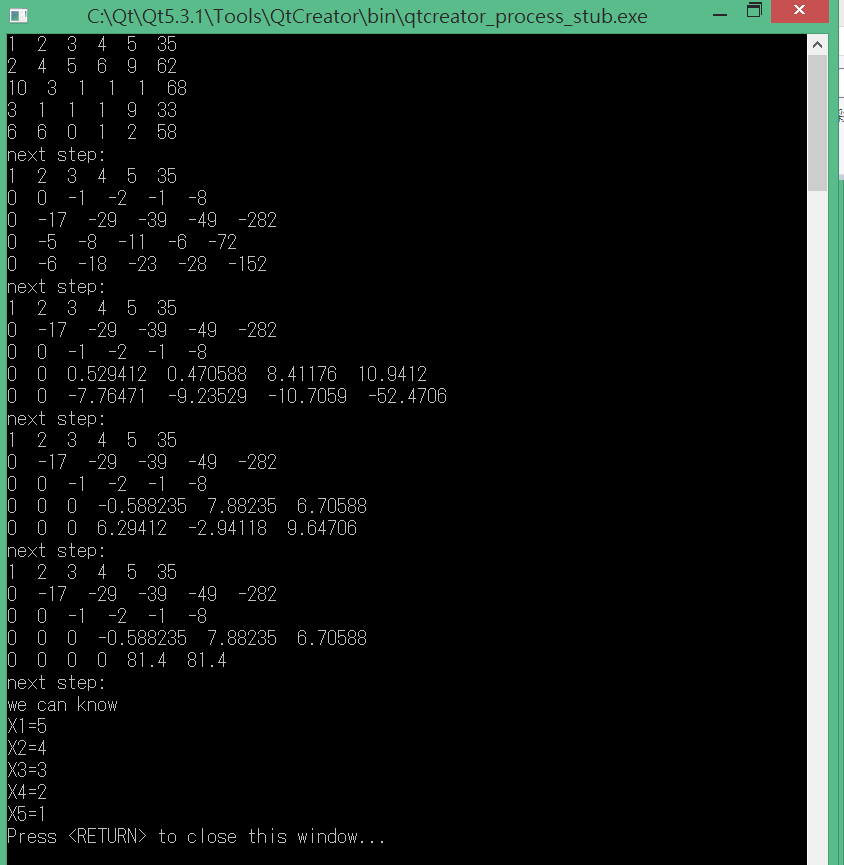 C:\Qt\Qt5.3.1\Tools\QtCreator\bin\qtcreator_process_stub.exe
1 2 3 4 5 35
2 4 5 6 9 62
10 3 1 1 1 68
3 1 1 1 9 33
6 6 0 1 2 58
next step:
1 2 3 4 5 35
0 0 -1 -2 -1 -8
0 -17 -29 -39 -49 -282
0 -5 -8 -11 -6 -72
0 -6 -18 -23 -28 -152
next step:
1 2 3 4 5 35
0 -17 -29 -39 -49 -282
0 0 -1 -2 -1 -8
0 0 0.529412 0.470588 8.41176 10.9412
0 0 -7.76471 -9.23529 -10.7059 -52.4706
next step:
1 2 3 4 5 35
0 -17 -29 -39 -49 -282
0 0 -1 -2 -1 -8
0 0 0 -0.588235 7.88235 6.70588
0 0 0 6.29412 -2.94118 9.64706
next step:
1 2 3 4 5 35
0 -17 -29 -39 -49 -282
0 0 -1 -2 -1 -8
0 0 0 -0.588235 7.88235 6.70588
0 0 0 0 81.4 81.4
next step:
we can know
X1=5
X2=4
X3=3
X4=2
X5=1
Press <RETURN> to close this window...